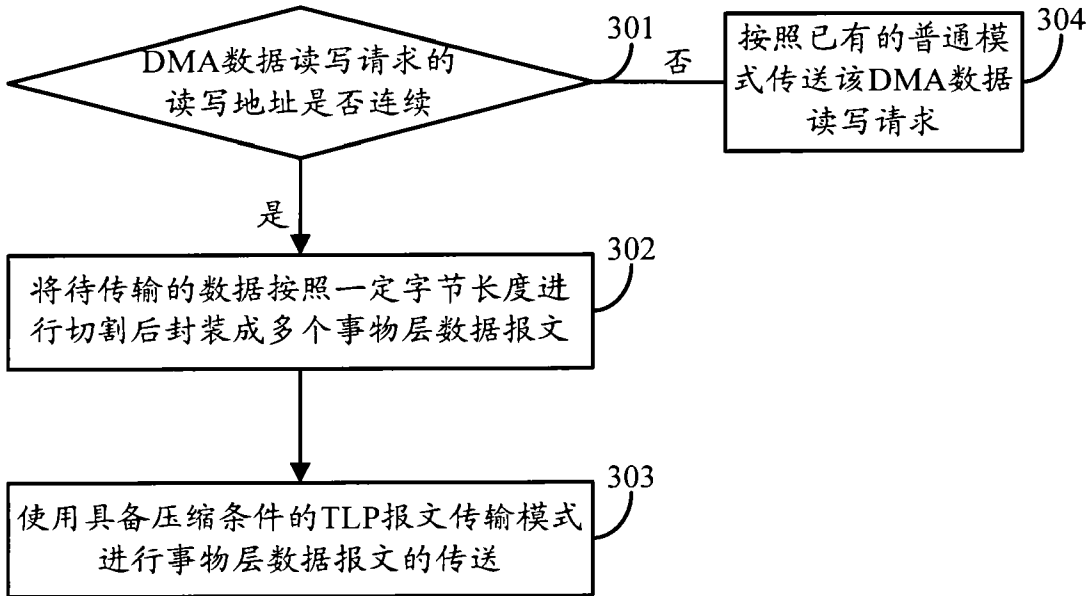 DMA数据读写请求的
读写地址是否连续
301
否
按照已有的普通模
式传送该DMA数据
读写请求
304
是
将待传输的数据按照一定字节长度进
行切割后封装成多个事物层数据报文
302
使用具备压缩条件的TLP报文传输模式
进行事物层数据报文的传送
303